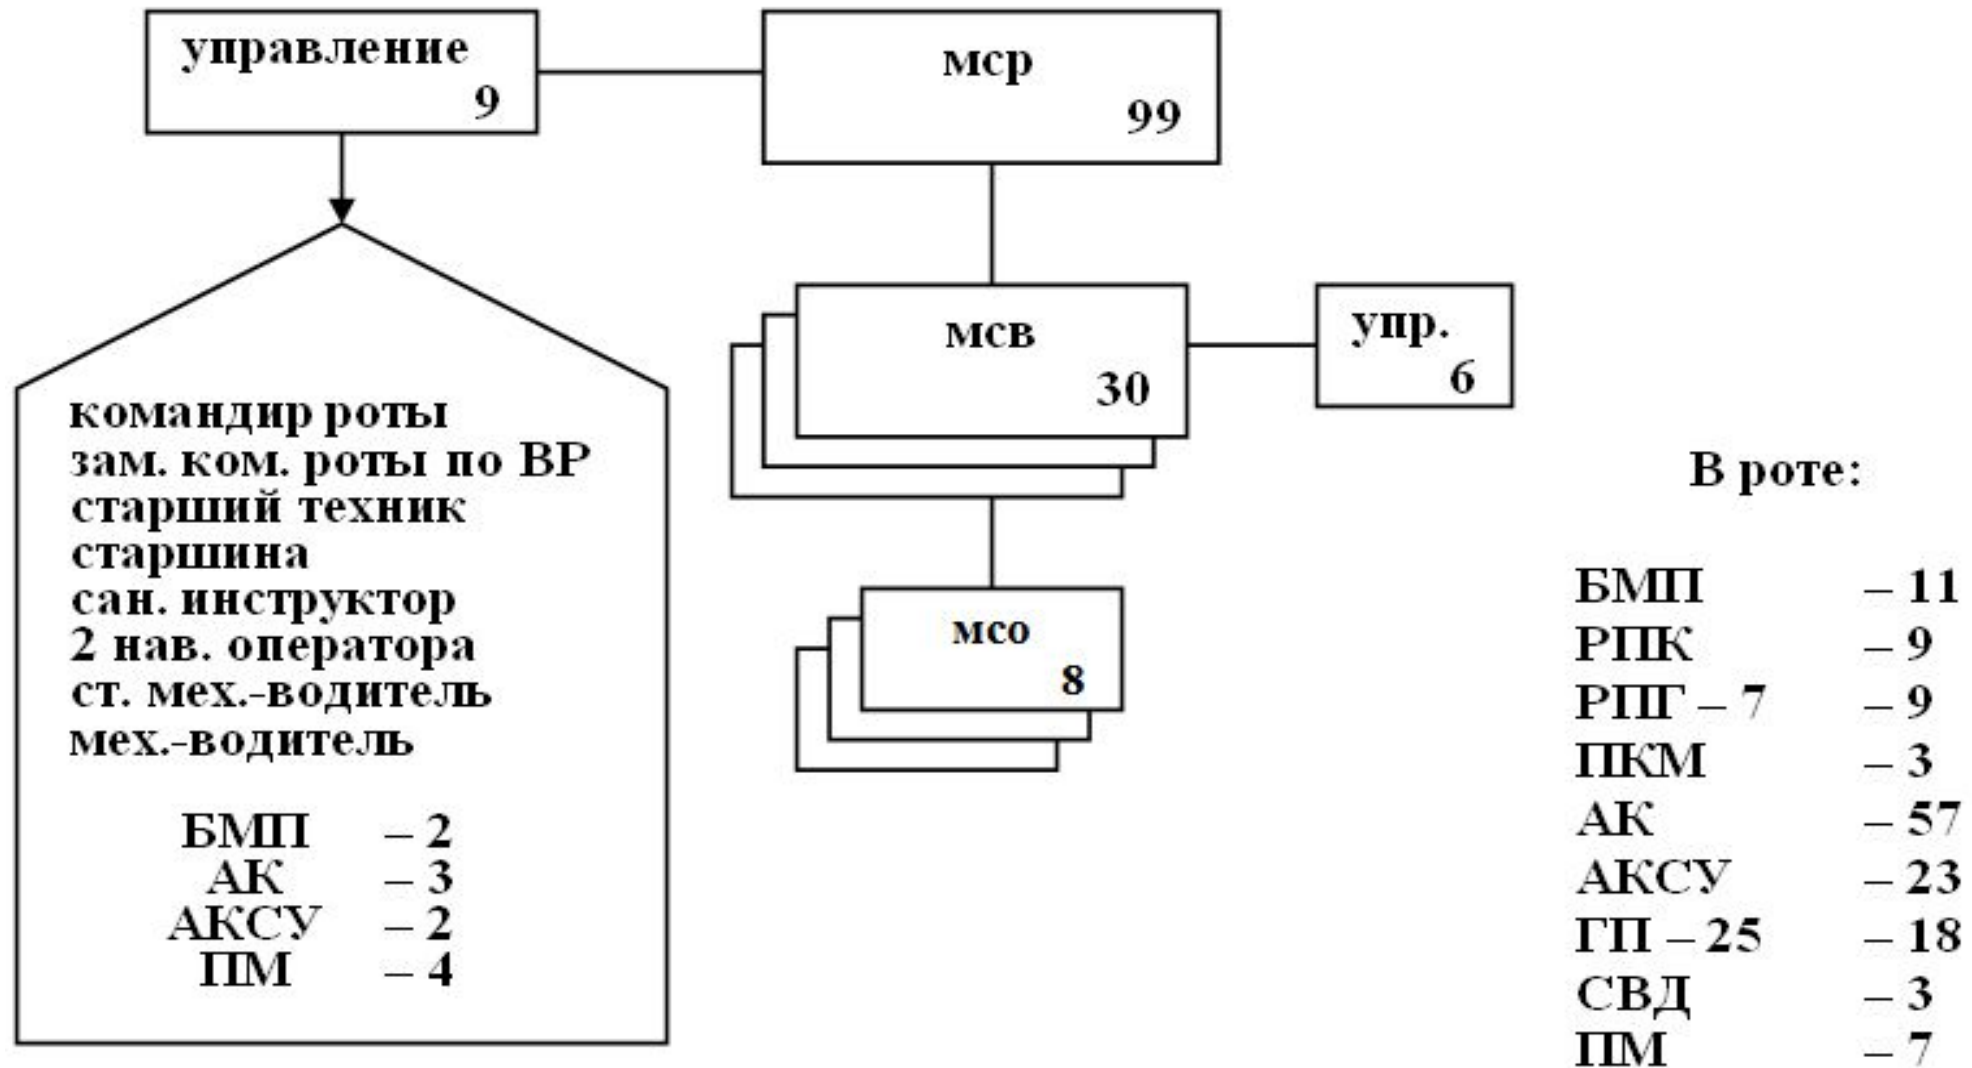 управление
9
мср
99
мсв
30
упр.
6
мсо
8
командир роты
зам. ком. роты по ВР
старший техник
старшина
сан. инструктор
2 нав. оператора
ст. мех.-водитель
мех.-водитель
БМП – 2
АК – 3
АКСУ – 2
ПМ – 4
В роте:
БМП – 11
РПК – 9
РПГ – 7 – 9
ПКМ – 3
АК – 57
АКСУ – 23
ГП – 25 – 18
СВД – 3
ПМ – 7